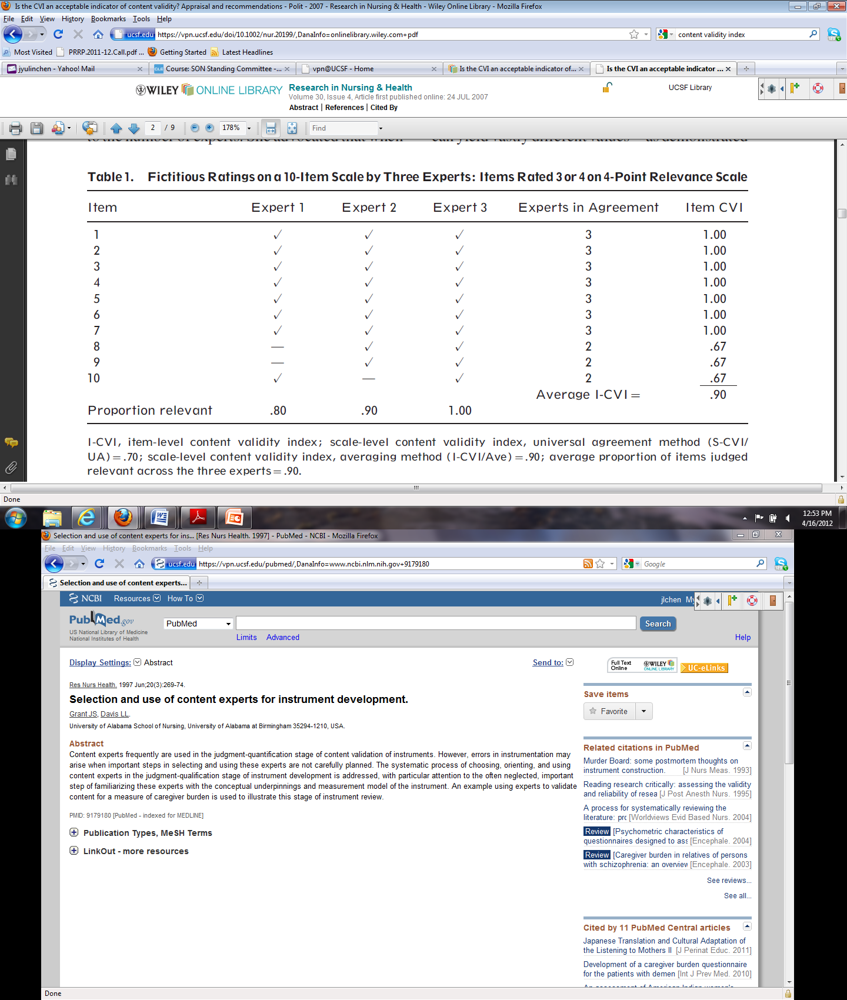 Is the CVI an acceptable indicator of content validity? Appraisal and recommendations - Polit - 2007 - Research in Nursing & Health - Wiley Online Library - Mozilla Firefox
File Edit View History Bookmarks Tools Help
ucsf.edu https://vpn.ucsf.edu/doi/10.1002/nur.20199/,DanaInfo=onlinelibrary.wiley.com+pdf content validity index
Most Visited PRRP.2011-12.Call.pdf ... Getting Started Latest Headlines
jyulinchen - Yahoo! Mail CLE Course: SON Standing Committee -... vpn@UCSF - Home Is the CVI an acceptable indicator of... Is the CVI an acceptable indicator ...
WILEY ONLINE LIBRARY Research in Nursing & Health UCSF Library
Volume 30, Issue 4, Article first published online: 24 JUL 2007
Abstract | References | Cited By
2 / 9 178% Find
to the number of experts. She advocated that when can yield vastly different values as demonstrated
Table 1. Fictitious Ratings on a 10-Item Scale by Three Experts: Items Rated 3 or 4 on 4-Point Relevance Scale
Item Expert 1 Expert 2 Expert 3 Experts in Agreement Item CVI
1 ✓ ✓ ✓ 3 1.00
2 ✓ ✓ ✓ 3 1.00
3 ✓ ✓ ✓ 3 1.00
4 ✓ ✓ ✓ 3 1.00
5 ✓ ✓ ✓ 3 1.00
6 ✓ ✓ ✓ 3 1.00
7 ✓ ✓ ✓ 3 1.00
8 — ✓ ✓ 2 .67
9 — ✓ ✓ 2 .67
10 ✓ — ✓ 2 .67
Average I-CVI = .90
Proportion relevant .80 .90 1.00
I-CVI, item-level content validity index; scale-level content validity index, universal agreement method (S-CVI/
UA) = .70; scale-level content validity index, averaging method (I-CVI/Ave) = .90; average proportion of items judged
relevant across the three experts = .90.
Done
12:53 PM
4/16/2012
Selection and use of content experts for ins... [Res Nurs Health. 1997] - PubMed - NCBI - Mozilla Firefox
File Edit View History Bookmarks Tools Help
ucsf.edu https://vpn.ucsf.edu/pubmed/,DanaInfo=www.ncbi.nlm.nih.gov+9179180 Google
Selection and use of content experts...
NCBI Resources How To jlchen My
PubMed.gov
US National Library of Medicine
National Institutes of Health
PubMed Search
Limits Advanced Help
Display Settings: Abstract Send to:
Full Text Online WILEY ONLINE LIBRARY UC-eLinks
Res Nurs Health. 1997 Jun;20(3):269-74.
Selection and use of content experts for instrument development.
Grant JS, Davis LL.
University of Alabama School of Nursing, University of Alabama at Birmingham 35294-1210, USA.
Abstract
Content experts frequently are used in the judgment-quantification stage of content validation of instruments. However, errors in instrumentation may
arise when important steps in selecting and using these experts are not carefully planned. The systematic process of choosing, orienting, and using
content experts in the judgment-qualification stage of instrument development is addressed, with particular attention to the often neglected, important
step of familiarizing these experts with the conceptual underpinnings and measurement model of the instrument. An example using experts to validate
content for a measure of caregiver burden is used to illustrate this stage of instrument review.
PMID: 9179180 [PubMed - indexed for MEDLINE]
Publication Types, MeSH Terms
LinkOut - more resources
Save items
Favorite
Related citations in PubMed
Murder Board: some postmortem thoughts on
instrument construction. [J Nurs Meas. 1993]
Reading research critically: assessing the validity
and reliability of resea [J Post Anesth Nurs. 1995]
A process for systematically reviewing the
literature: prc [Worldviews Evid Based Nurs. 2004]
Review [Psychometric characteristics of
questionnaires designed to ass [Encephale. 2004]
Review [Caregiver burden in relatives of persons
with schizophrenia: an overview [Encephale. 2003]
See reviews...
See all...
Cited by 11 PubMed Central articles
Japanese Translation and Cultural Adaptation of
the Listening to Mothers II [J Perinat Educ. 2011]
Development of a caregiver burden questionnaire
for the patients with demen [Int J Prev Med. 2010]
An assessment of American Indian women's
Done